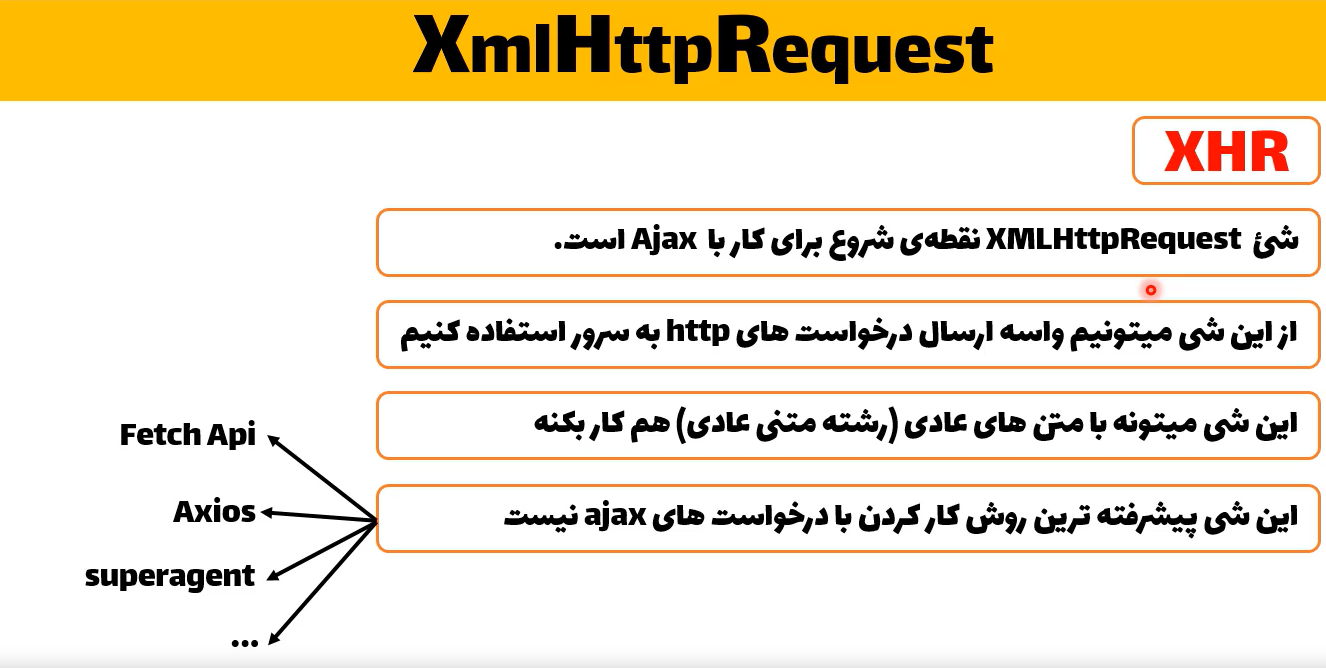 XmlHttpRequest
XHR
شئ XMLHttpRequest نقطه‌ی شروع برای کار با Ajax است.
از این شی میتونیم واسه ارسال درخواست های http به سرور استفاده کنیم
این شی میتونه با متن های عادی (رشته متنی عادی) هم کار بکنه
این شی پیشرفته ترین روش کار کردن با درخواست های ajax نیست
Fetch Api
Axios
superagent
...